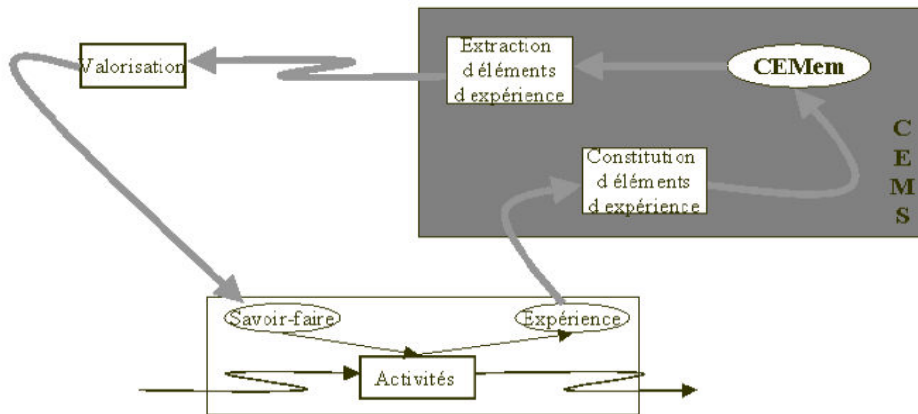 Valorisation
Extraction
d éléments
d expérience
CEMem
Constitution
d éléments
d expérience
C
E
M
S
Savoir-faire
Expérience
Activités